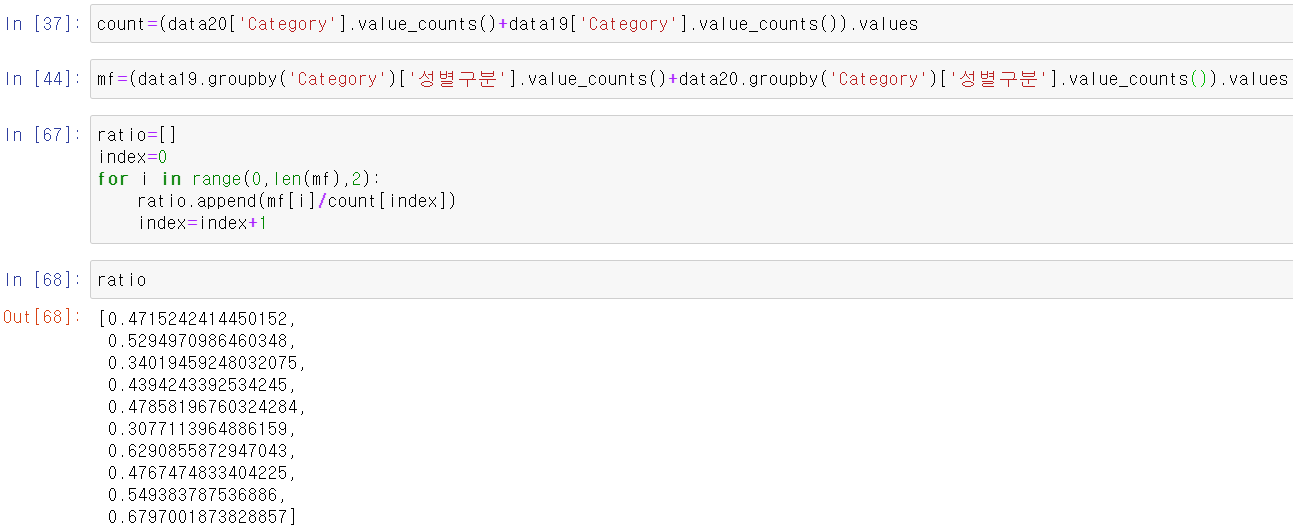 In [37]: count=(data20['Category'].value_counts()+data19['Category'].value_counts()).values
In [44]: mf=(data19.groupby('Category')['성별구분'].value_counts()+data20.groupby('Category')['성별구분'].value_counts()).values
In [67]: ratio=[]
index=0
for i in range(0,len(mf),2):
    ratio.append(mf[i]/count[index])
    index=index+1
In [68]: ratio
Out[68]: [0.4715242414450152,
0.5294970986460348,
0.34019459248032075,
0.4394243392534245,
0.47858196760324284,
0.3077113964886159,
0.6290855872947043,
0.4767474833404225,
0.549383787536886,
0.6797001873828857]